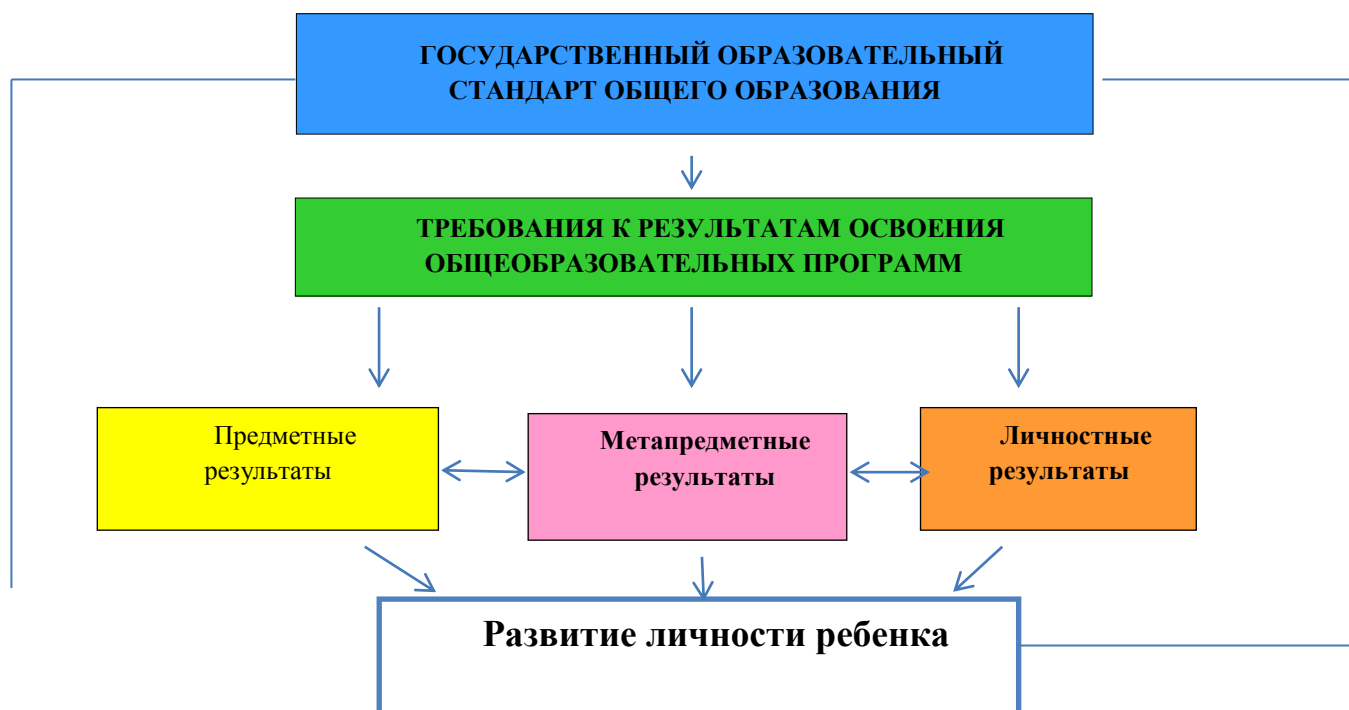 ГОСУДАРСТВЕННЫЙ ОБРАЗОВАТЕЛЬНЫЙ
СТАНДАРТ ОБЩЕГО ОБРАЗОВАНИЯ
ТРЕБОВАНИЯ К РЕЗУЛЬТАТАМ ОСВОЕНИЯ
ОБЩЕОБРАЗОВАТЕЛЬНЫХ ПРОГРАММ
Предметные
результаты
Метапредметные
результаты
Личностные
результаты
Развитие личности ребенка